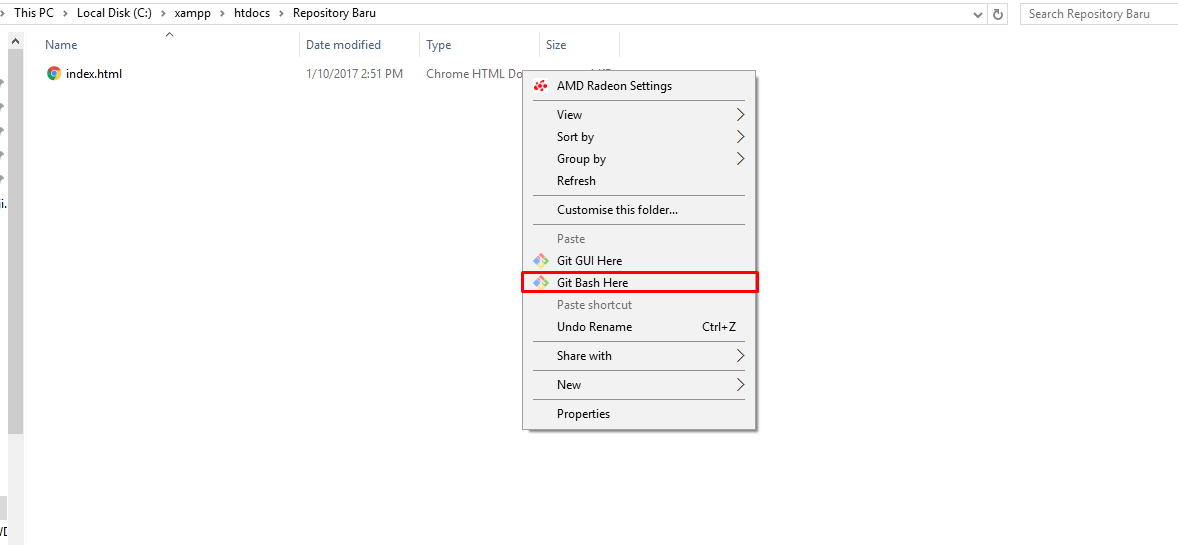 This PC > Local Disk (C:) > xampp > htdocs > Repository Baru
Search Repository Baru
Name Date modified Type Size
index.html 1/10/2017 2:51 PM Chrome HTML Do
AMD Radeon Settings
View
Sort by
Group by
Refresh
Customise this folder...
Paste
Git GUI Here
Git Bash Here
Paste shortcut
Undo Rename Ctrl+Z
Share with
New
Properties